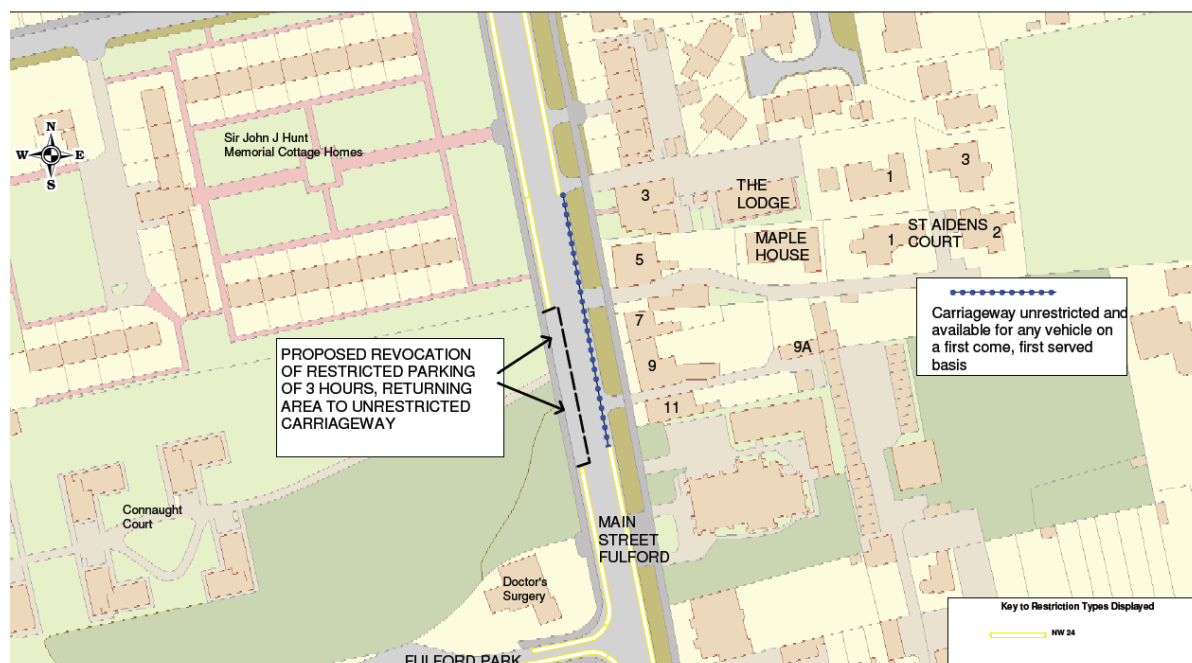 N
W E
S
Sir John J Hunt
Memorial Cottage Homes
3
THE
LODGE
1
3
5
MAPLE
HOUSE
1
ST AIDENS
COURT
2
Carriageway unrestricted and
available for any vehicle on
a first come, first served
basis
7
9A
9
11
PROPOSED REVOCATION
OF RESTRICTED PARKING
OF 3 HOURS, RETURNING
AREA TO UNRESTRICTED
CARRIAGEWAY
Connaught
Court
MAIN
STREET
FULFORD
Doctor's
Surgery
FULFORD PARK
Key to Restriction Types Displayed
NW 24